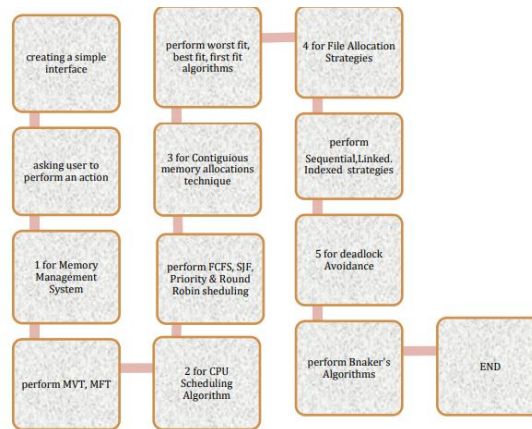 creating a simple
interface
asking user to
perform an action
1 for Memory
Management
System
perform MVT, MFT
2 for CPU
Scheduling
Algorithm
perform FCFS, SJF,
Priority & Round
Robin sheduling
3 for Contiguious
memory allocations
technique
perform worst fit,
best fit, first fit
algorithms
4 for File Allocation
Strategies
perform
Sequential,Linked.
Indexed strategies
5 for deadlock
Avoidance
perform Bnaker's
Algorithms
END